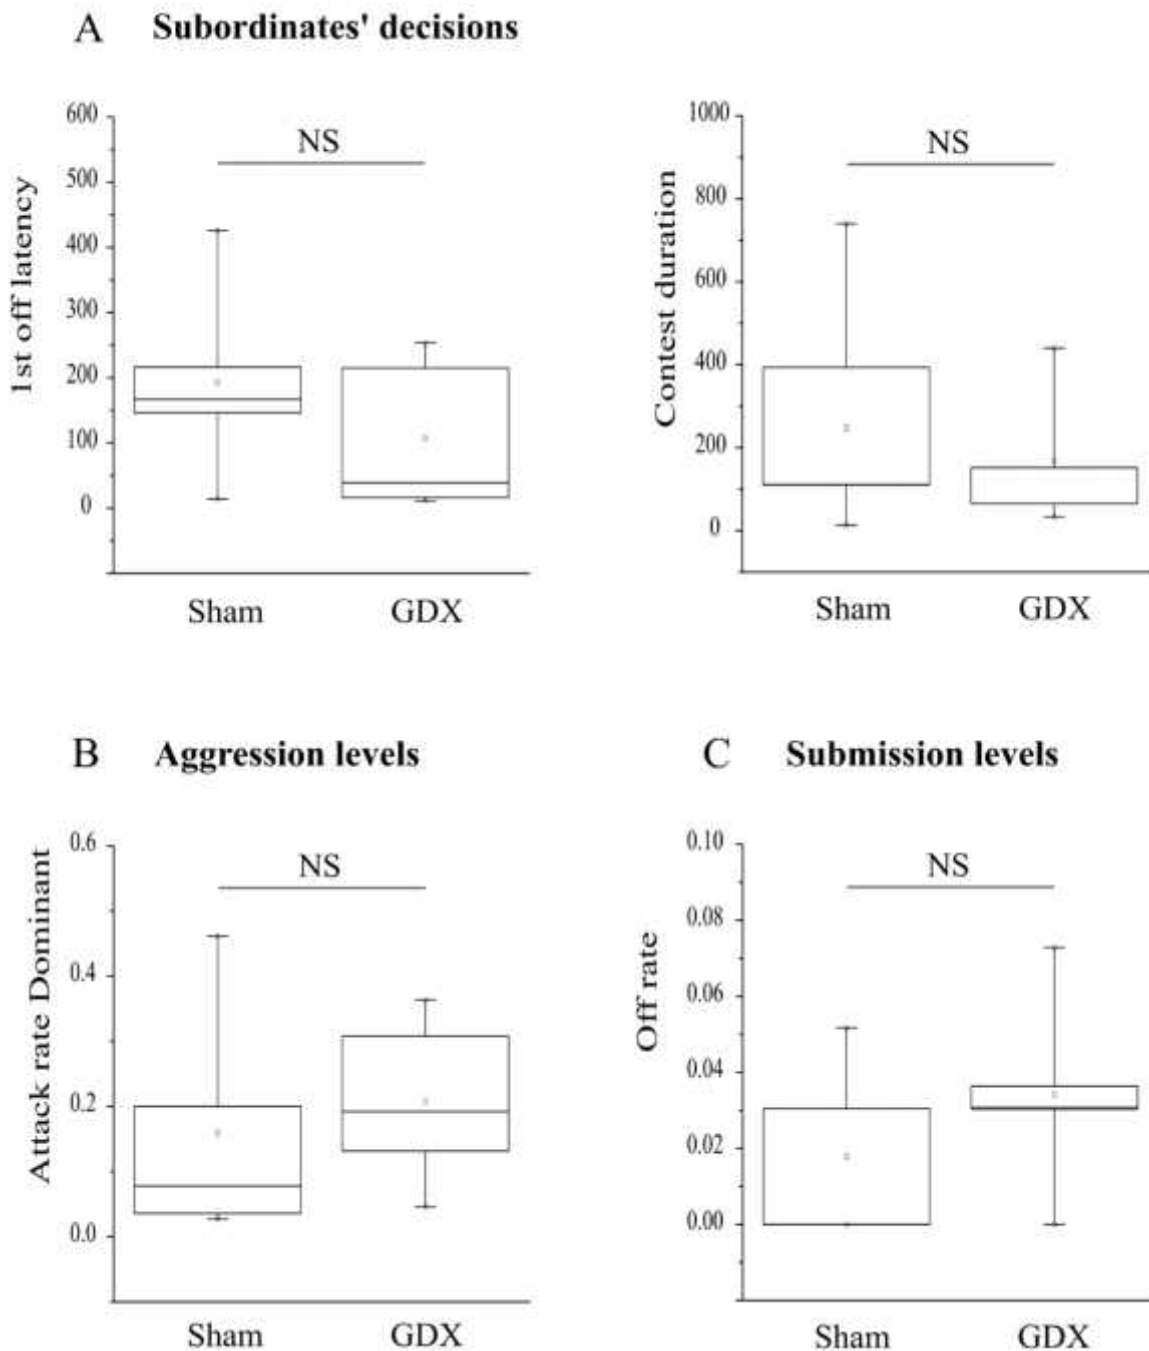 A Subordinates' decisions
600
500
400
300
200
100
0
1st off latency
NS
Sham GDX
1000
800
600
400
200
0
Contest duration
NS
Sham GDX
B Aggression levels
0.6
0.4
0.2
0.0
Attack rate Dominant
NS
Sham GDX
C Submission levels
0.10
0.08
0.06
0.04
0.02
0.00
Off rate
NS
Sham GDX